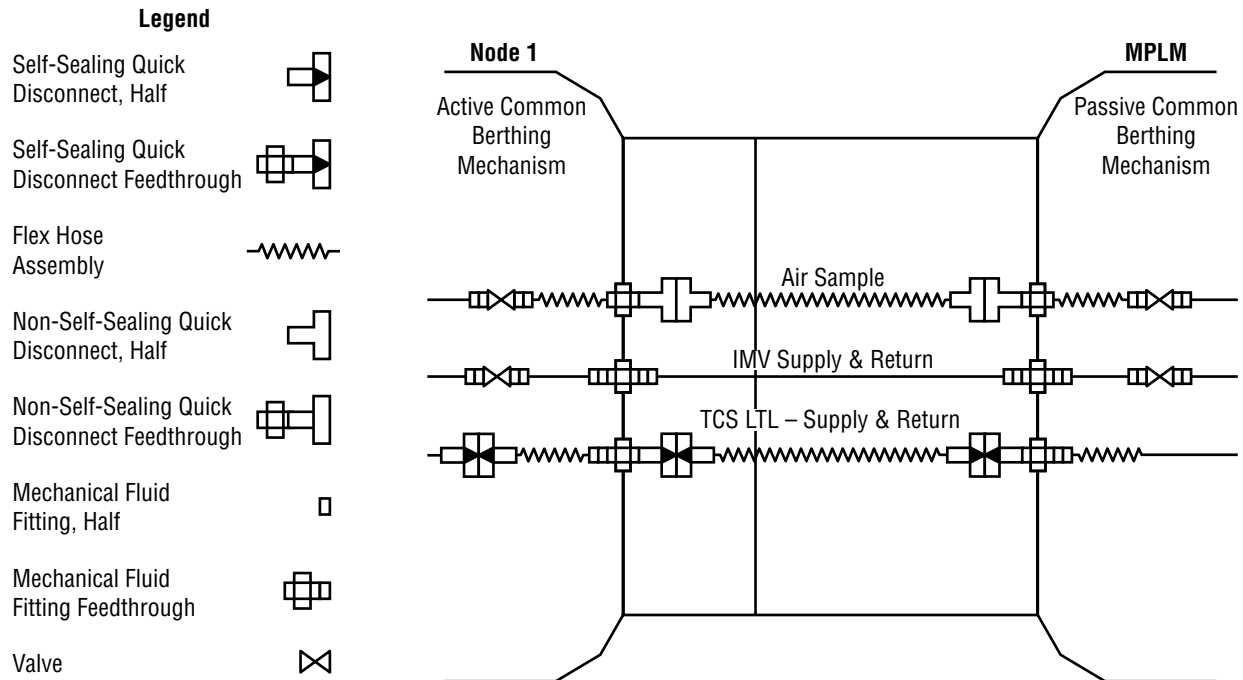 Legend
Self-Sealing Quick
Disconnect, Half
Self-Sealing Quick
Disconnect Feedthrough
Flex Hose
Assembly
Non-Self-Sealing Quick
Disconnect, Half
Non-Self-Sealing Quick
Disconnect Feedthrough
Mechanical Fluid
Fitting, Half
Mechanical Fluid
Fitting Feedthrough
Valve
Node 1
Active Common
Berthing
Mechanism
MPLM
Passive Common
Berthing
Mechanism
Air Sample
IMV Supply & Return
TCS LTL – Supply & Return